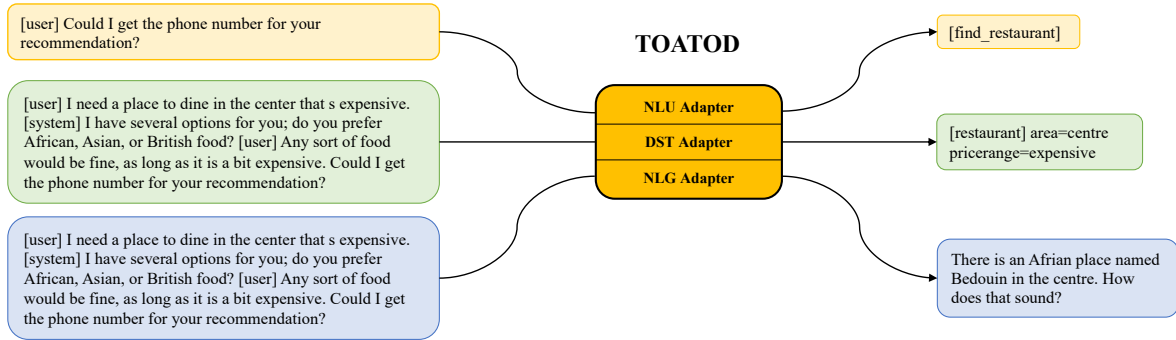 [user] Could I get the phone number for your
recommendation?
[user] I need a place to dine in the center that s expensive.
[system] I have several options for you; do you prefer
African, Asian, or British food? [user] Any sort of food
would be fine, as long as it is a bit expensive. Could I get
the phone number for your recommendation?
[user] I need a place to dine in the center that s expensive.
[system] I have several options for you; do you prefer
African, Asian, or British food? [user] Any sort of food
would be fine, as long as it is a bit expensive. Could I get
the phone number for your recommendation?
TOATOD
NLU Adapter
DST Adapter
NLG Adapter
[find_restaurant]
[restaurant] area=centre
pricerange=expensive
There is an Afrian place named
Bedouin in the centre. How
does that sound?